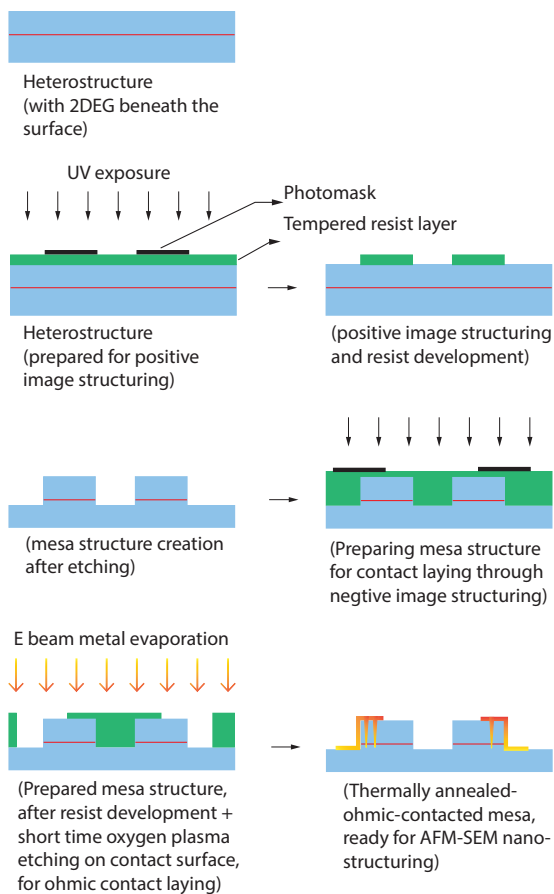 Heterostructure
(with 2DEG beneath the
surface)
UV exposure
Photomask
Tempered resist layer
Heterostructure
(prepared for positive
image structuring)
(positive image structuring
and resist development)
(mesa structure creation
after etching)
(Preparing mesa structure
for contact laying through
negtive image structuring)
E beam metal evaporation
(Prepared mesa structure,
after resist development +
short time oxygen plasma
etching on contact surface,
for ohmic contact laying)
(Thermally annealed-
ohmic-contacted mesa,
ready for AFM-SEM nano-
structuring)